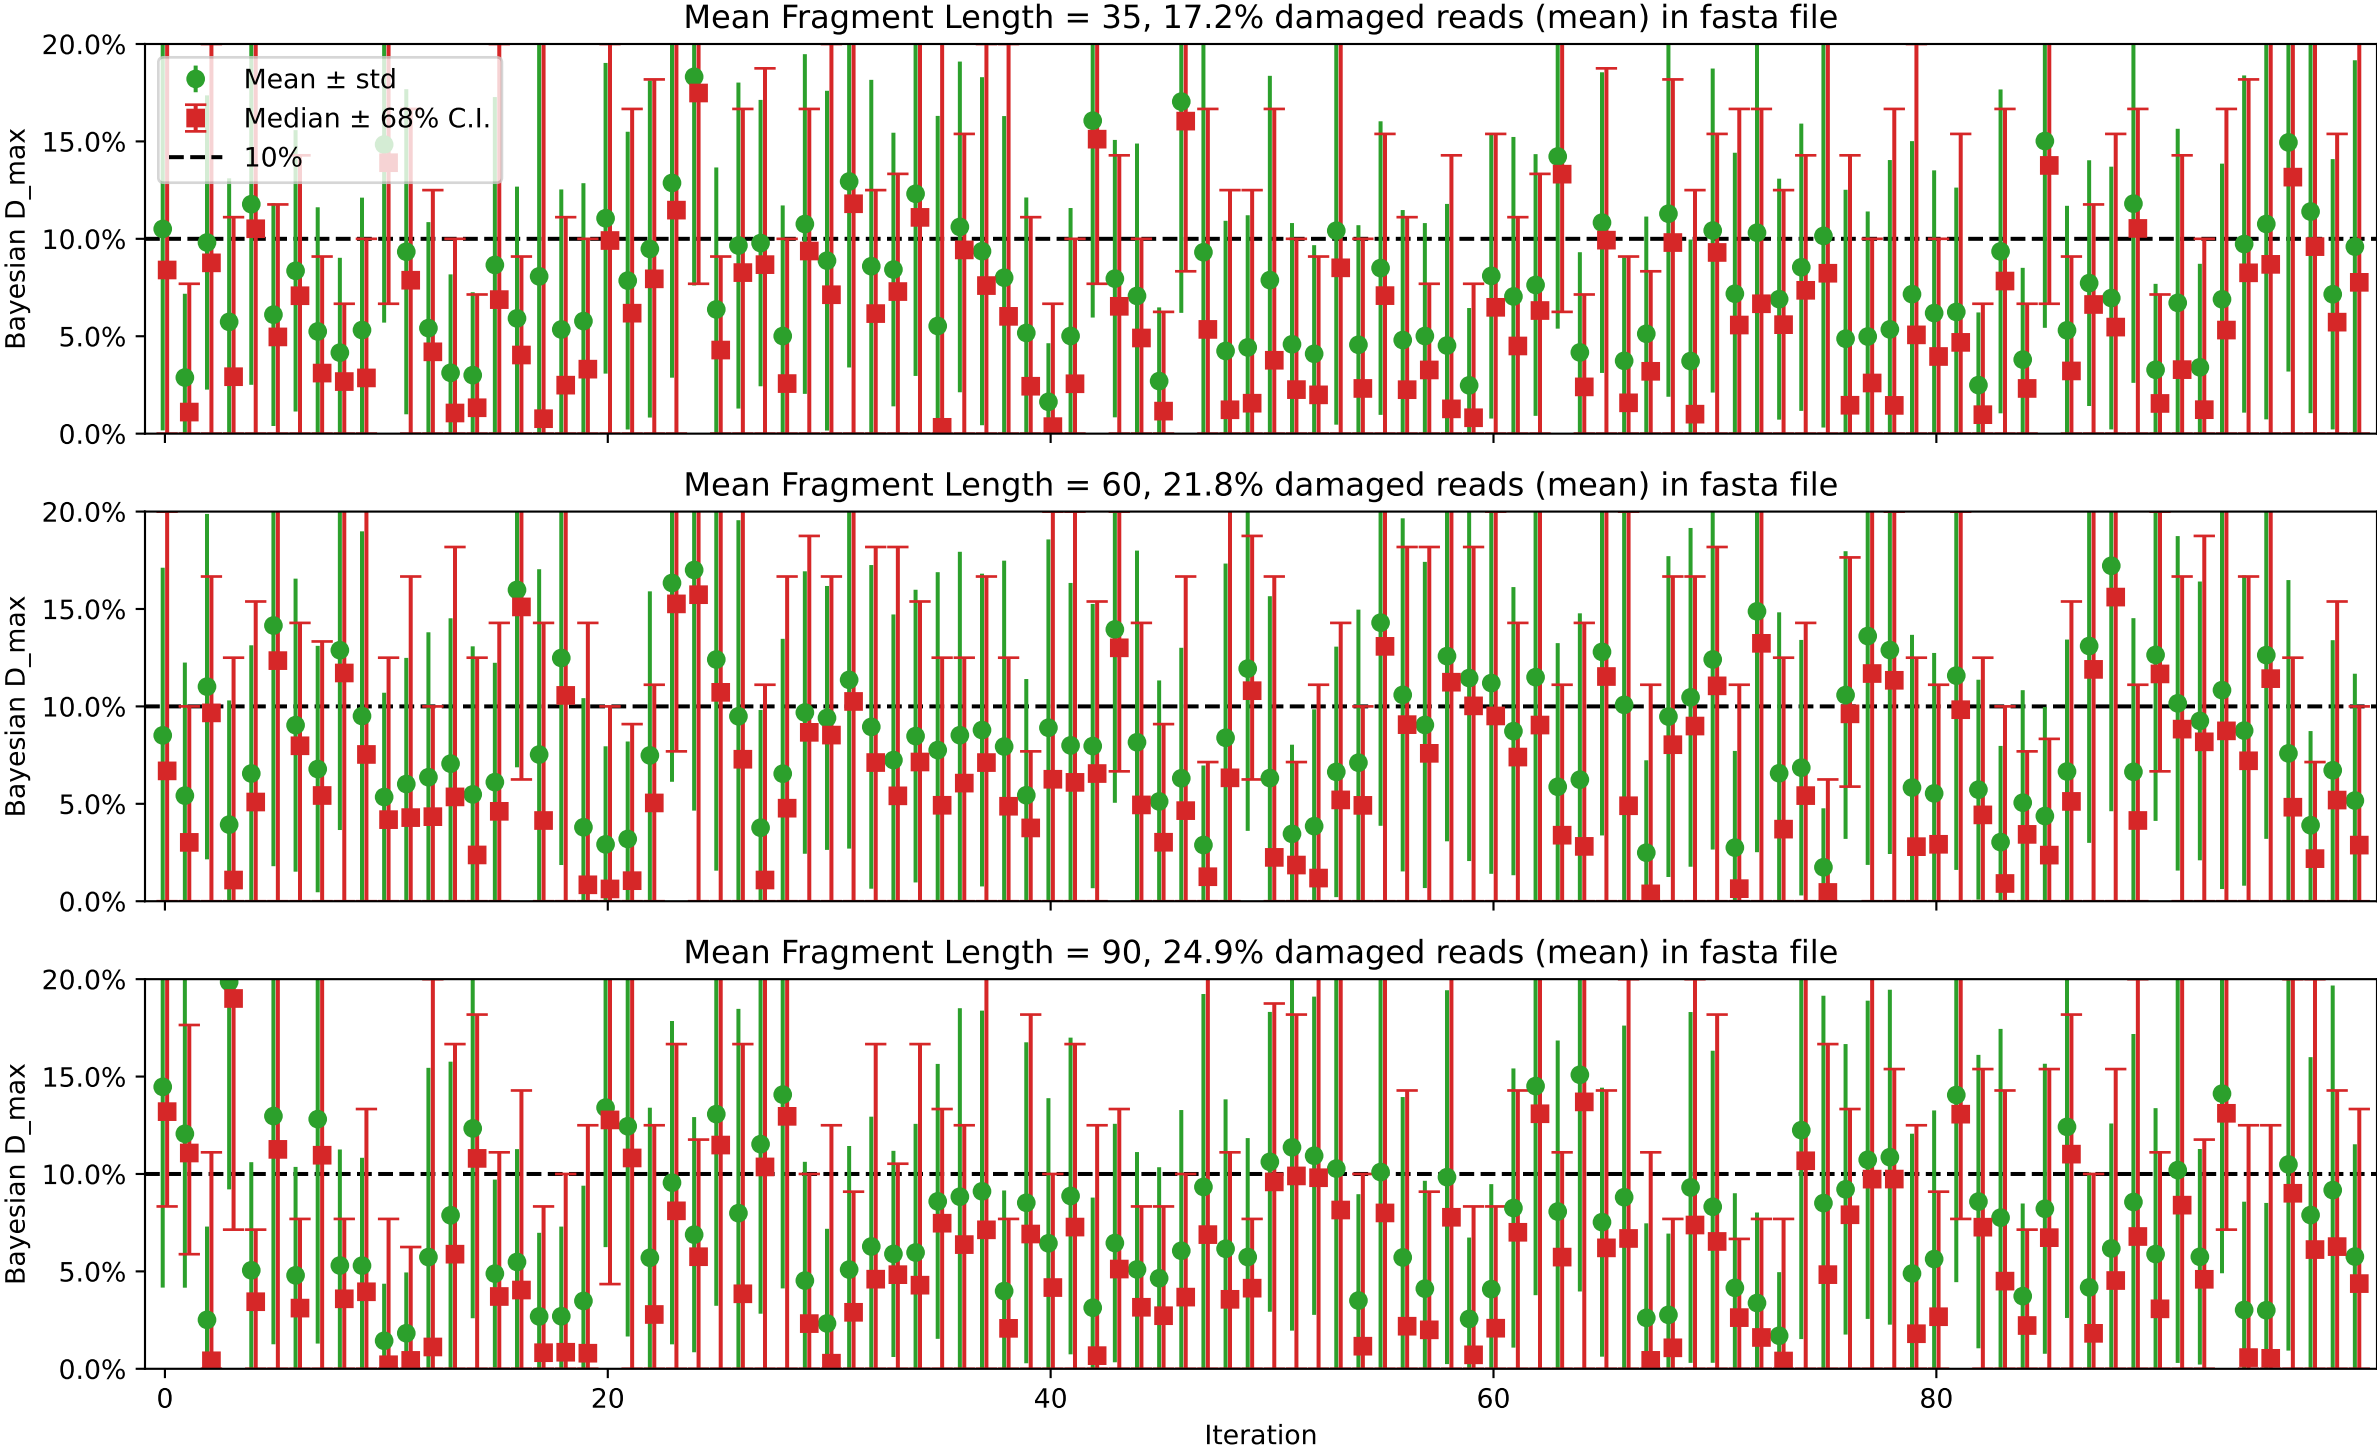 Mean Fragment Length = 35, 17.2% damaged reads (mean) in fasta file
20.0%
15.0%
10.0%
5.0%
0.0%
Bayesian D_max
Mean ± std
Median ± 68% C.I.
10%
Mean Fragment Length = 60, 21.8% damaged reads (mean) in fasta file
20.0%
15.0%
10.0%
5.0%
0.0%
Bayesian D_max
Mean Fragment Length = 90, 24.9% damaged reads (mean) in fasta file
20.0%
15.0%
10.0%
5.0%
0.0%
Bayesian D_max
0 20 40 60 80
Iteration